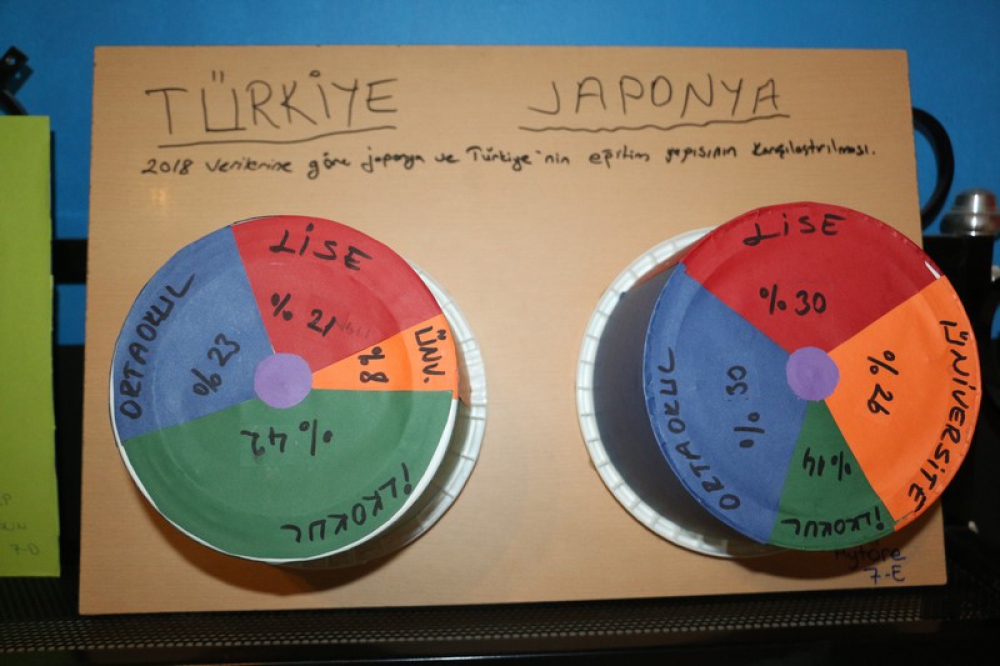 TÜRKİYE JAPONYA
2018 verilerine göre japonya ve Türkiye'nin eğitim yapısının karşılaştırılması.
LİSE
% 21
ÜNV.
% 8
ORTAOKUL
% 23
% 42
İLKOKUL
LİSE
% 30
ÜNİVERSİTE
% 26
ORTAOKUL
% 30
% 14
İLKOKUL
7-E
7-D